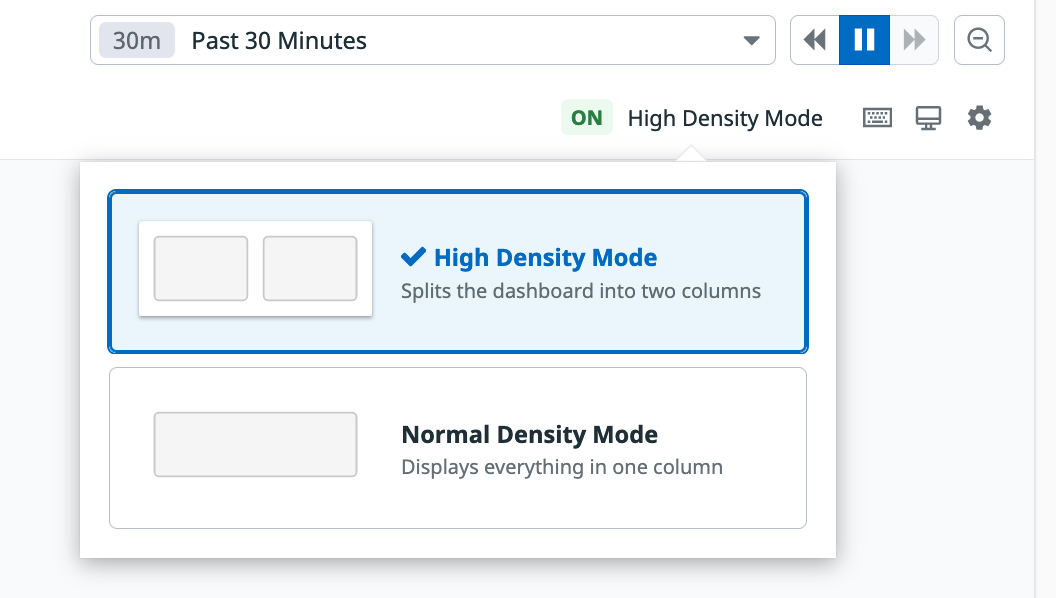 30m Past 30 Minutes
ON High Density Mode
High Density Mode
Splits the dashboard into two columns
Normal Density Mode
Displays everything in one column